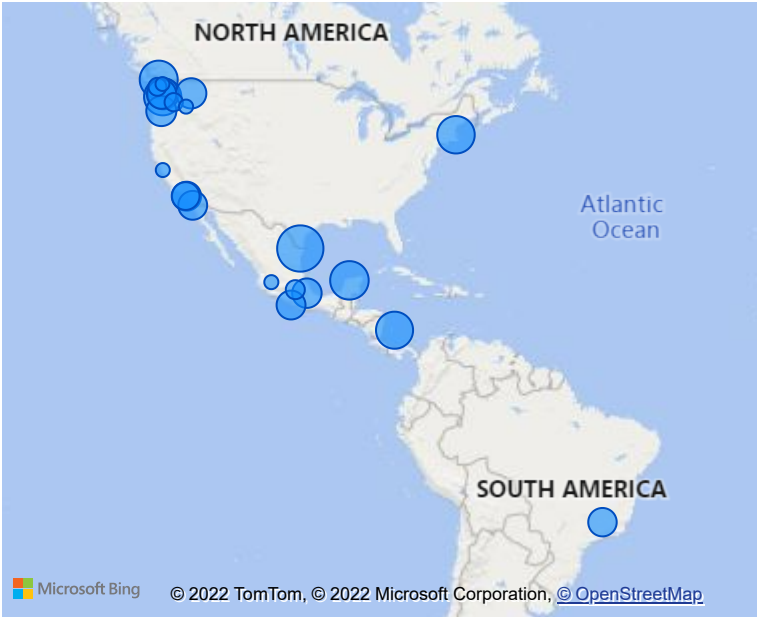 NORTH AMERICA
Atlantic
Ocean
SOUTH AMERICA
Microsoft Bing
© 2022 TomTom, © 2022 Microsoft Corporation, © OpenStreetMap